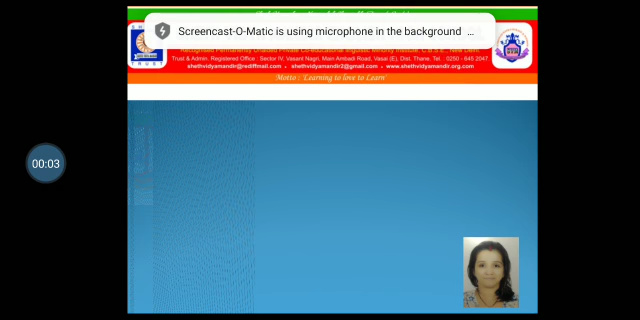 Screencast-O-Matic is using microphone in the background ...
Recognised Permanently Unaided Private Co-educational linguistic Minority Institute, C.B.S.E., New Delhi
Trust & Admn. Registered Office : Sector IV, Vasant Nagri, Main Ambadi Road, Vasai (E), Dist. Thane. Tel. : 0250 - 645 2047.
shethvidyamandir@rediffmail.com • shethvidyamandir2@gmail.com • www.shethvidyamandir.org.com
Motto : 'Learning to love to Learn'
TRUST
00:03